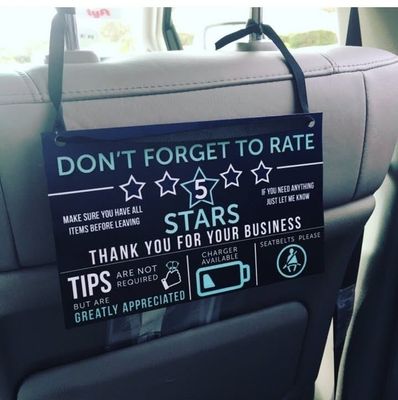 DON'T FORGET TO RATE
5
STARS
MAKE SURE YOU HAVE ALL
ITEMS BEFORE LEAVING
IF YOU NEED ANYTHING
JUST LET ME KNOW
THANK YOU FOR YOUR BUSINESS
TIPS ARE NOT
REQUIRED
BUT ARE
GREATLY APPRECIATED
CHARGER
AVAILABLE
SEATBELTS PLEASE